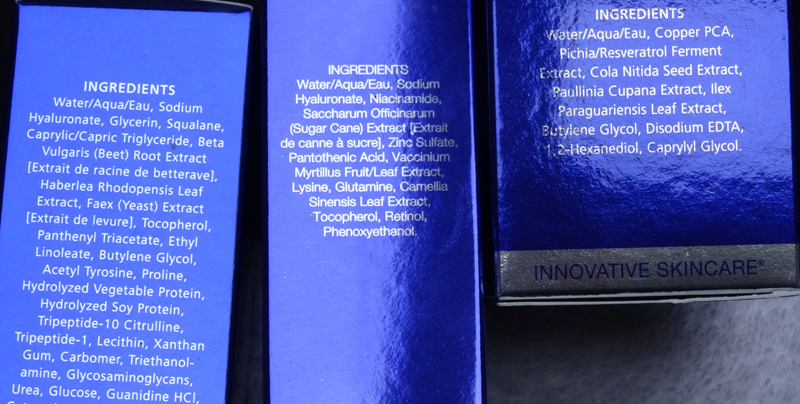 INGREDIENTS
Water/Aqua/Eau, Sodium
Hyaluronate, Glycerin, Squalane,
Caprylic/Capric Triglyceride, Beta
Vulgaris (Beet) Root Extract
[Extrait de racine de betterave],
Haberlea Rhodopensis Leaf
Extract, Faex (Yeast) Extract
[Extrait de levure], Tocopherol,
Panthenyl Triacetate, Ethyl
Linoleate, Butylene Glycol,
Acetyl Tyrosine, Proline,
Hydrolyzed Vegetable Protein,
Hydrolyzed Soy Protein,
Tripeptide-10 Citrulline,
Tripeptide-1, Lecithin, Xanthan
Gum, Carbomer, Triethanol-
amine, Glycosaminoglycans,
Urea, Glucose, Guanidine HCl,
INGREDIENTS
Water/Aqua/Eau, Sodium
Hyaluronate, Niacinamide,
Saccharum Officinarum
(Sugar Cane) Extract [Extrait
de canne à sucre], Zinc Sulfate,
Pantothenic Acid, Vaccinium
Myrtillus Fruit/Leaf Extract,
Lysine, Glutamine, Camellia
Sinensis Leaf Extract,
Tocopherol, Retinol,
Phenoxyethanol.
INGREDIENTS
Water/Aqua/Eau, Copper PCA,
Pichia/Resveratrol Ferment
Extract, Cola Nitida Seed Extract,
Paullinia Cupana Extract, Ilex
Paraguariensis Leaf Extract,
Butylene Glycol, Disodium EDTA,
1,2-Hexanediol, Caprylyl Glycol.
INNOVATIVE SKINCARE®